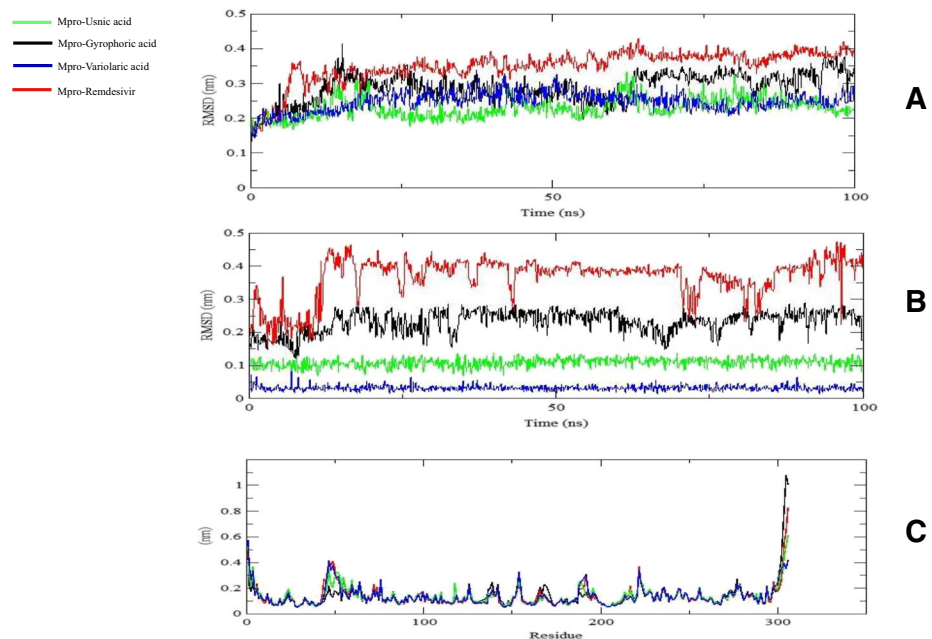 Mpro-Usnic acid
Mpro-Gyrophoric acid
Mpro-Variolaric acid
Mpro-Remdesivir
0.5
0.4
0.3
0.2
0.1
0
RMSD (nm)
0
50
100
Time (ns)
A
0.5
0.4
0.3
0.2
0.1
0
RMSD (nm)
0
50
100
Time (ns)
B
1
0.8
0.6
0.4
0.2
0
(nm)
0
100
200
300
Residue
C